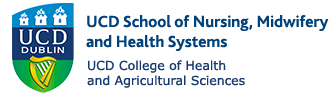 UCD School of Nursing, Midwifery
and Health Systems
UCD College of Health
and Agricultural Sciences
UCD
DUBLIN